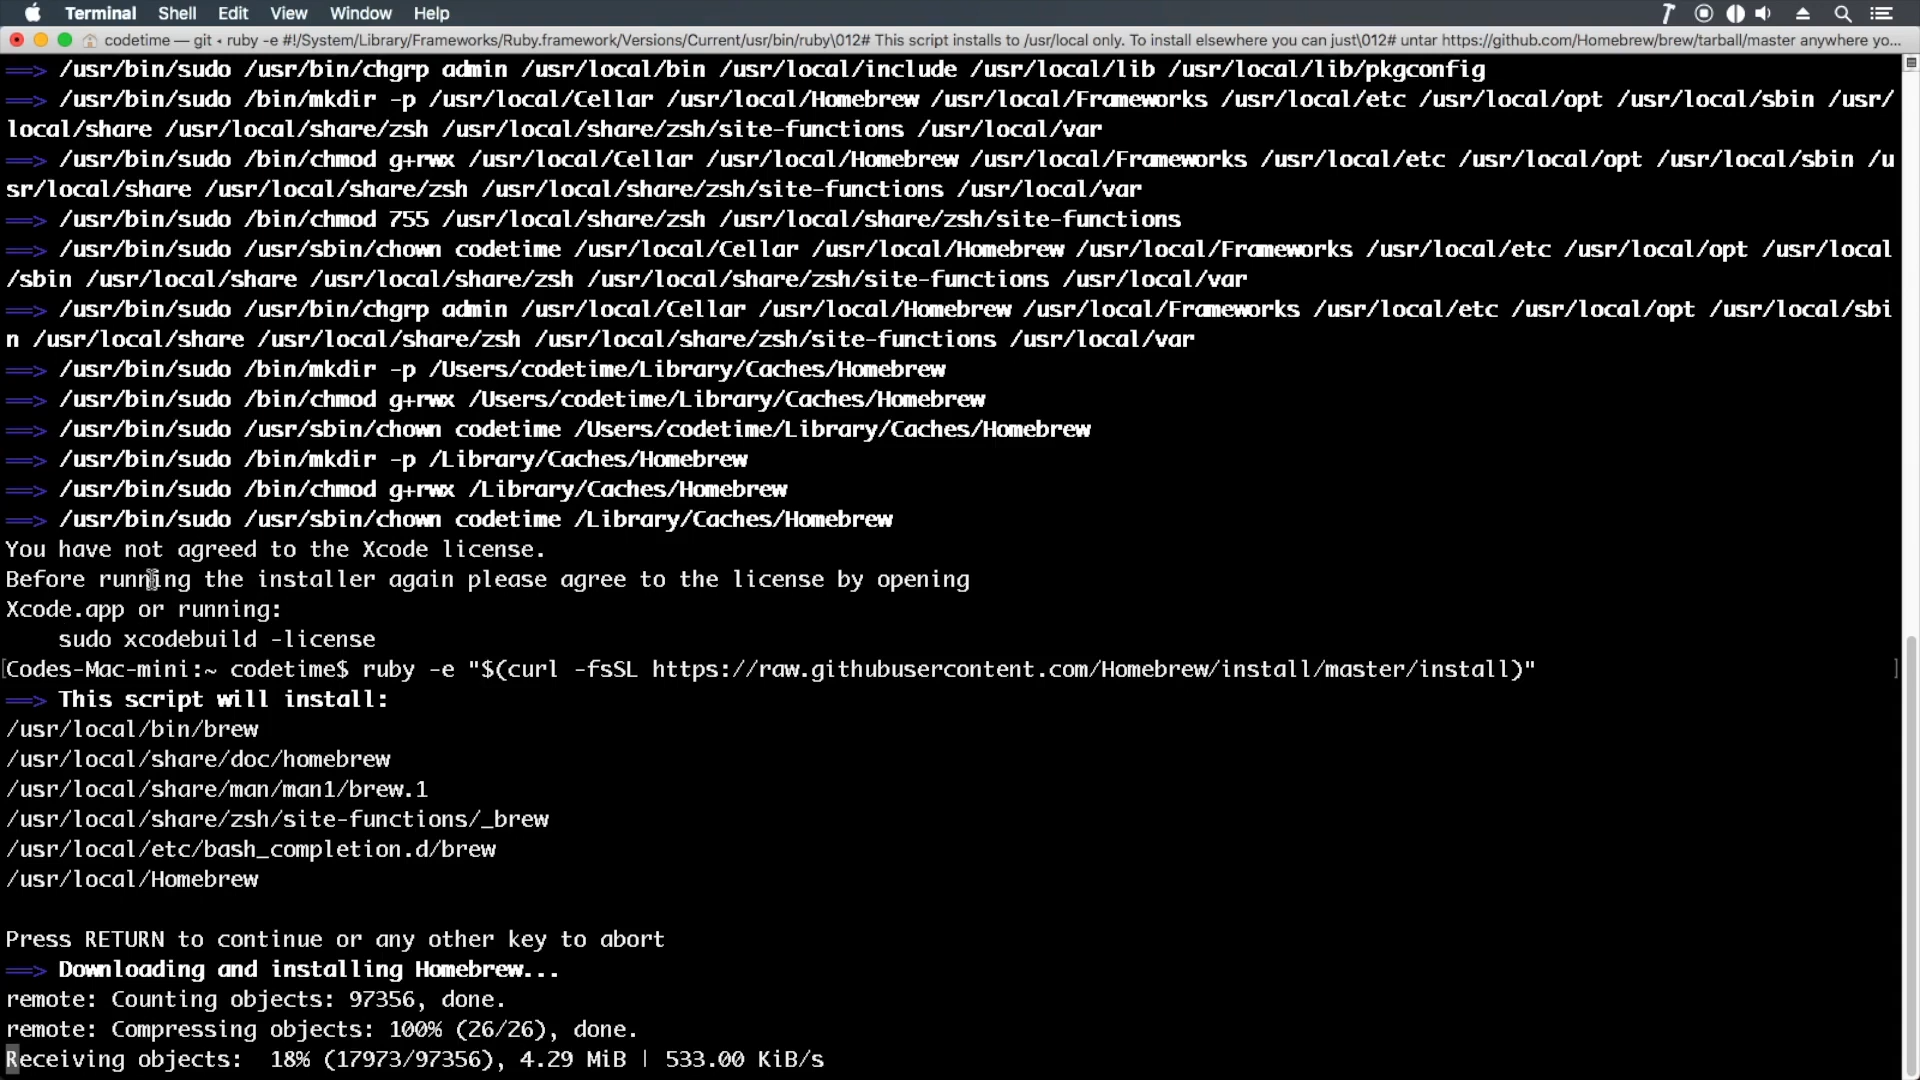 Terminal Shell Edit View Window Help
codetime — git ◂ ruby -e #!/System/Library/Frameworks/Ruby.framework/Versions/Current/usr/bin/ruby\012# This script installs to /usr/local only. To install elsewhere you can just\012# untar https://github.com/Homebrew/brew/tarball/master anywhere yo...
==> /usr/bin/sudo /usr/bin/chgrp admin /usr/local/bin /usr/local/include /usr/local/lib /usr/local/lib/pkgconfig
==> /usr/bin/sudo /bin/mkdir -p /usr/local/Cellar /usr/local/Homebrew /usr/local/Frameworks /usr/local/etc /usr/local/opt /usr/local/sbin /usr/
local/share /usr/local/share/zsh /usr/local/share/zsh/site-functions /usr/local/var
==> /usr/bin/sudo /bin/chmod g+rwx /usr/local/Cellar /usr/local/Homebrew /usr/local/Frameworks /usr/local/etc /usr/local/opt /usr/local/sbin /u
sr/local/share /usr/local/share/zsh /usr/local/share/zsh/site-functions /usr/local/var
==> /usr/bin/sudo /bin/chmod 755 /usr/local/share/zsh /usr/local/share/zsh/site-functions
==> /usr/bin/sudo /usr/sbin/chown codetime /usr/local/Cellar /usr/local/Homebrew /usr/local/Frameworks /usr/local/etc /usr/local/opt /usr/local
/sbin /usr/local/share /usr/local/share/zsh /usr/local/share/zsh/site-functions /usr/local/var
==> /usr/bin/sudo /usr/bin/chgrp admin /usr/local/Cellar /usr/local/Homebrew /usr/local/Frameworks /usr/local/etc /usr/local/opt /usr/local/sbi
n /usr/local/share /usr/local/share/zsh /usr/local/share/zsh/site-functions /usr/local/var
==> /usr/bin/sudo /bin/mkdir -p /Users/codetime/Library/Caches/Homebrew
==> /usr/bin/sudo /bin/chmod g+rwx /Users/codetime/Library/Caches/Homebrew
==> /usr/bin/sudo /usr/sbin/chown codetime /Users/codetime/Library/Caches/Homebrew
==> /usr/bin/sudo /bin/mkdir -p /Library/Caches/Homebrew
==> /usr/bin/sudo /bin/chmod g+rwx /Library/Caches/Homebrew
==> /usr/bin/sudo /usr/sbin/chown codetime /Library/Caches/Homebrew
You have not agreed to the Xcode license.
Before running the installer again please agree to the license by opening
Xcode.app or running:
    sudo xcodebuild -license
[Codes-Mac-mini:~ codetime$ ruby -e "$(curl -fsSL https://raw.githubusercontent.com/Homebrew/install/master/install)" ]
==> This script will install:
/usr/local/bin/brew
/usr/local/share/doc/homebrew
/usr/local/share/man/man1/brew.1
/usr/local/share/zsh/site-functions/_brew
/usr/local/etc/bash_completion.d/brew
/usr/local/Homebrew
Press RETURN to continue or any other key to abort
==> Downloading and installing Homebrew...
remote: Counting objects: 97356, done.
remote: Compressing objects: 100% (26/26), done.
Receiving objects:  18% (17973/97356), 4.29 MiB | 533.00 KiB/s